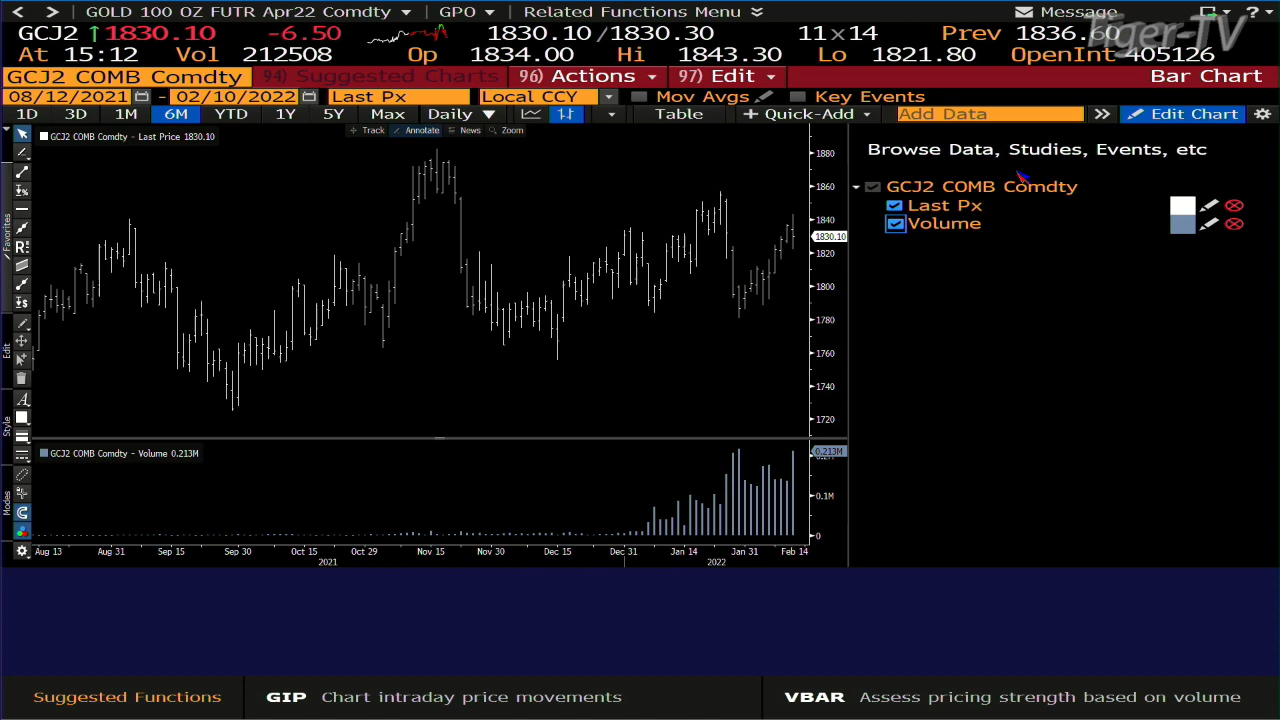 < > GOLD 100 OZ FUTR Apr22 Comdty GPO Related Functions Menu Message ?
GCJ2 ↑1830.10 -6.50 1830.10/1830.30 11×14 Prev 1836.60
Tiger-TV
At 15:12 Vol 212508 Op 1834.00 Hi 1843.30 Lo 1821.80 OpenInt 405126
GCJ2 COMB Comdty 94) Suggested Charts 96) Actions 97) Edit Bar Chart
08/12/2021 - 02/10/2022 Last Px Local CCY Mov Avgs Key Events
1D 3D 1M 6M YTD 1Y 5Y Max Daily Table + Quick-Add Add Data Edit Chart
Track Annotate News Zoom
GCJ2 COMB Comdty - Last Price 1830.10
Browse Data, Studies, Events, etc
GCJ2 COMB Comdty
Last Px
Volume
Favorites
Edit
Style
Modes
1880
1860
1840
1830.10
1820
1800
1780
1760
1740
1720
GCJ2 COMB Comdty - Volume 0.213M
0.213M
0.1M
0
Aug 13 Aug 31 Sep 15 Sep 30 Oct 15 Oct 29 Nov 15 Nov 30 Dec 15 Dec 31 Jan 14 Jan 31 Feb 14
2021 2022
Suggested Functions GIP Chart intraday price movements VBAR Assess pricing strength based on volume